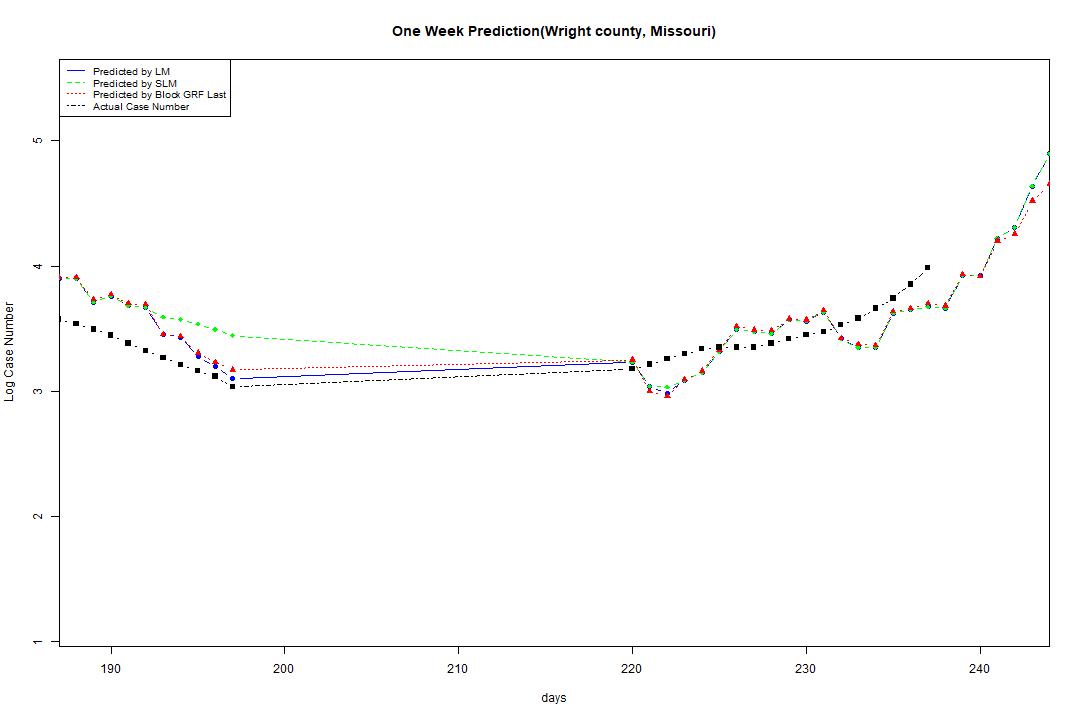 One Week Prediction(Wright county, Missouri)
Predicted by LM
Predicted by SLM
Predicted by Block GRF Last
Actual Case Number
5
4
3
2
1
Log Case Number
190
200
210
220
230
240
days